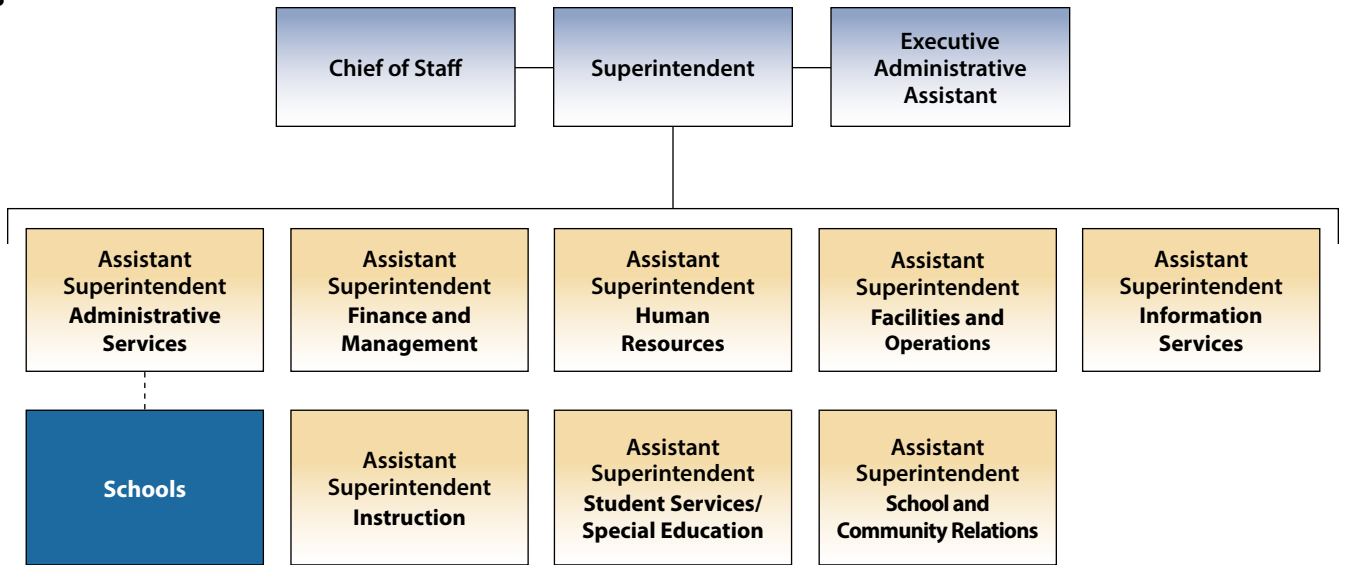 Chief of Staff
Superintendent
Executive
Administrative
Assistant
Assistant
Superintendent
Administrative
Services
Assistant
Superintendent
Finance and
Management
Assistant
Superintendent
Human
Resources
Assistant
Superintendent
Facilities and
Operations
Assistant
Superintendent
Information
Services
Schools
Assistant
Superintendent
Instruction
Assistant
Superintendent
Student Services/
Special Education
Assistant
Superintendent
School and
Community Relations